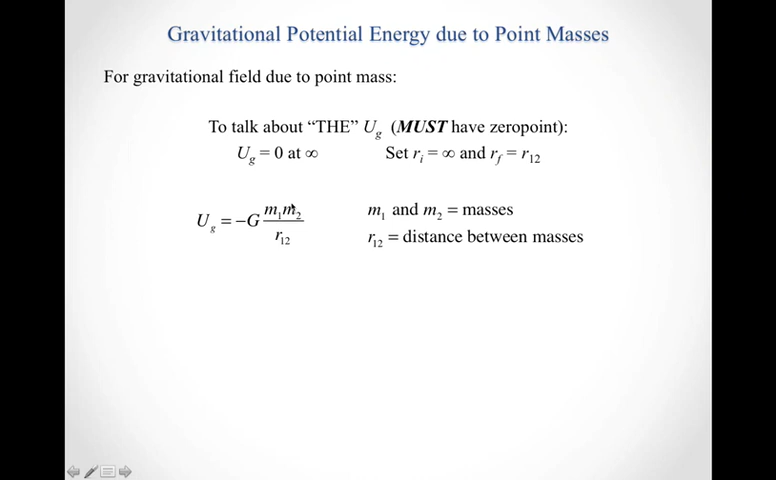 Gravitational Potential Energy due to Point Masses
For gravitational field due to point mass:
To talk about “THE” U_g (MUST have zeropoint):
U_g = 0 at ∞ Set r_i = ∞ and r_f = r_12
U_g = −G m_1m_2 / r_12
m_1 and m_2 = masses
r_12 = distance between masses